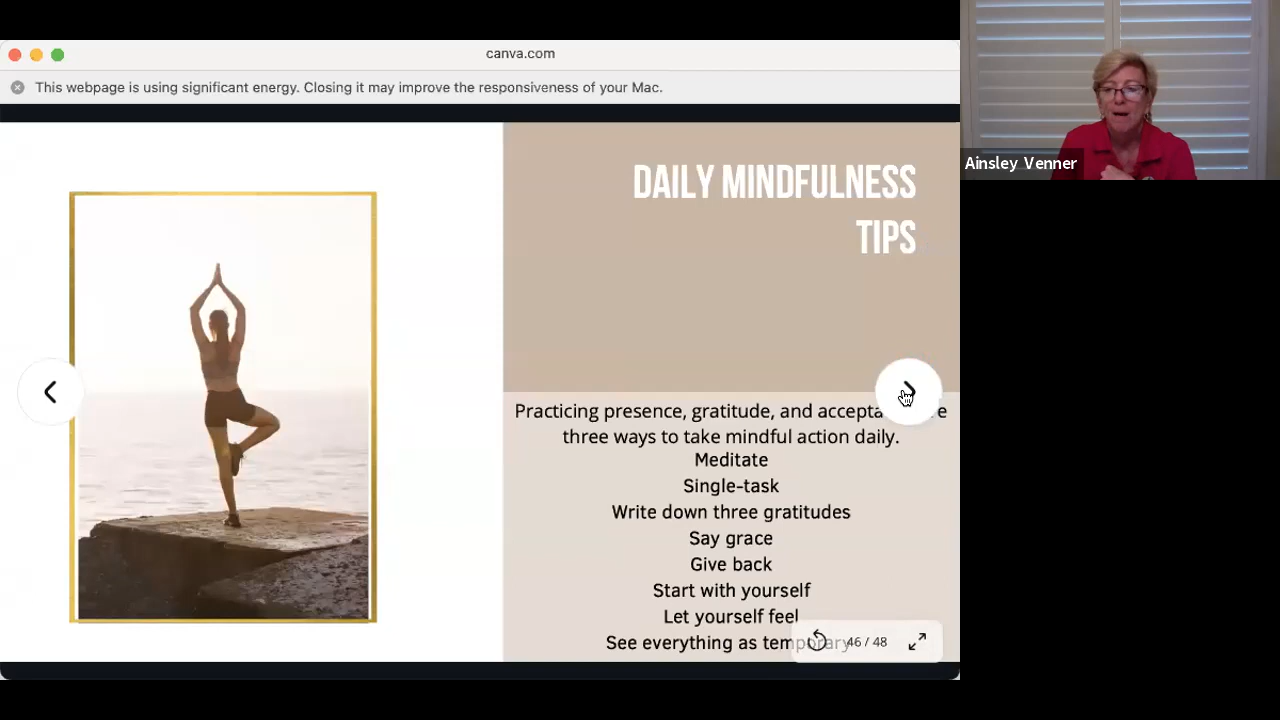 canva.com
This webpage is using significant energy. Closing it may improve the responsiveness of your Mac.
Ainsley Venner
DAILY MINDFULNESS
TIPS
Practicing presence, gratitude, and
three ways to take mindful action daily.
Meditate
Single-task
Write down three gratitudes
Say grace
Give back
Start with yourself
Let yourself feel
See everything as temporary
46 / 48